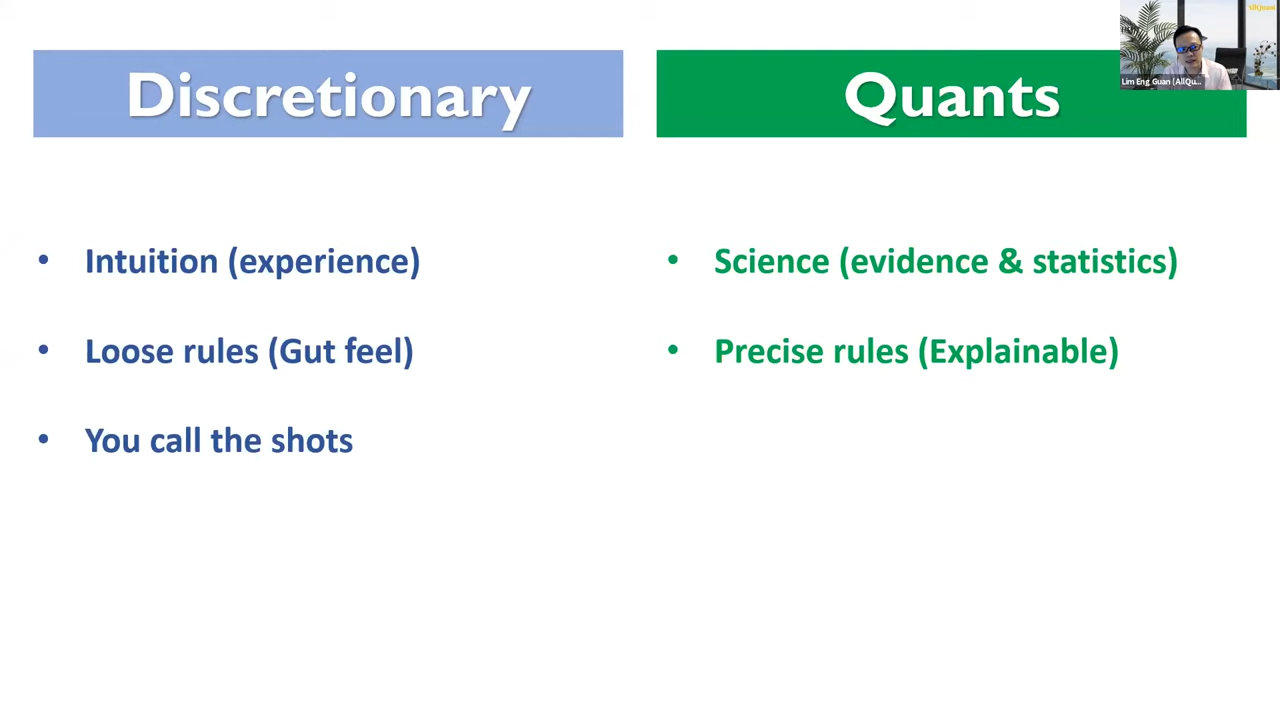 Discretionary
Quants
AllQuant
Lim Eng Guan (AllQu...
• Intuition (experience)
• Science (evidence & statistics)
• Loose rules (Gut feel)
• Precise rules (Explainable)
• You call the shots